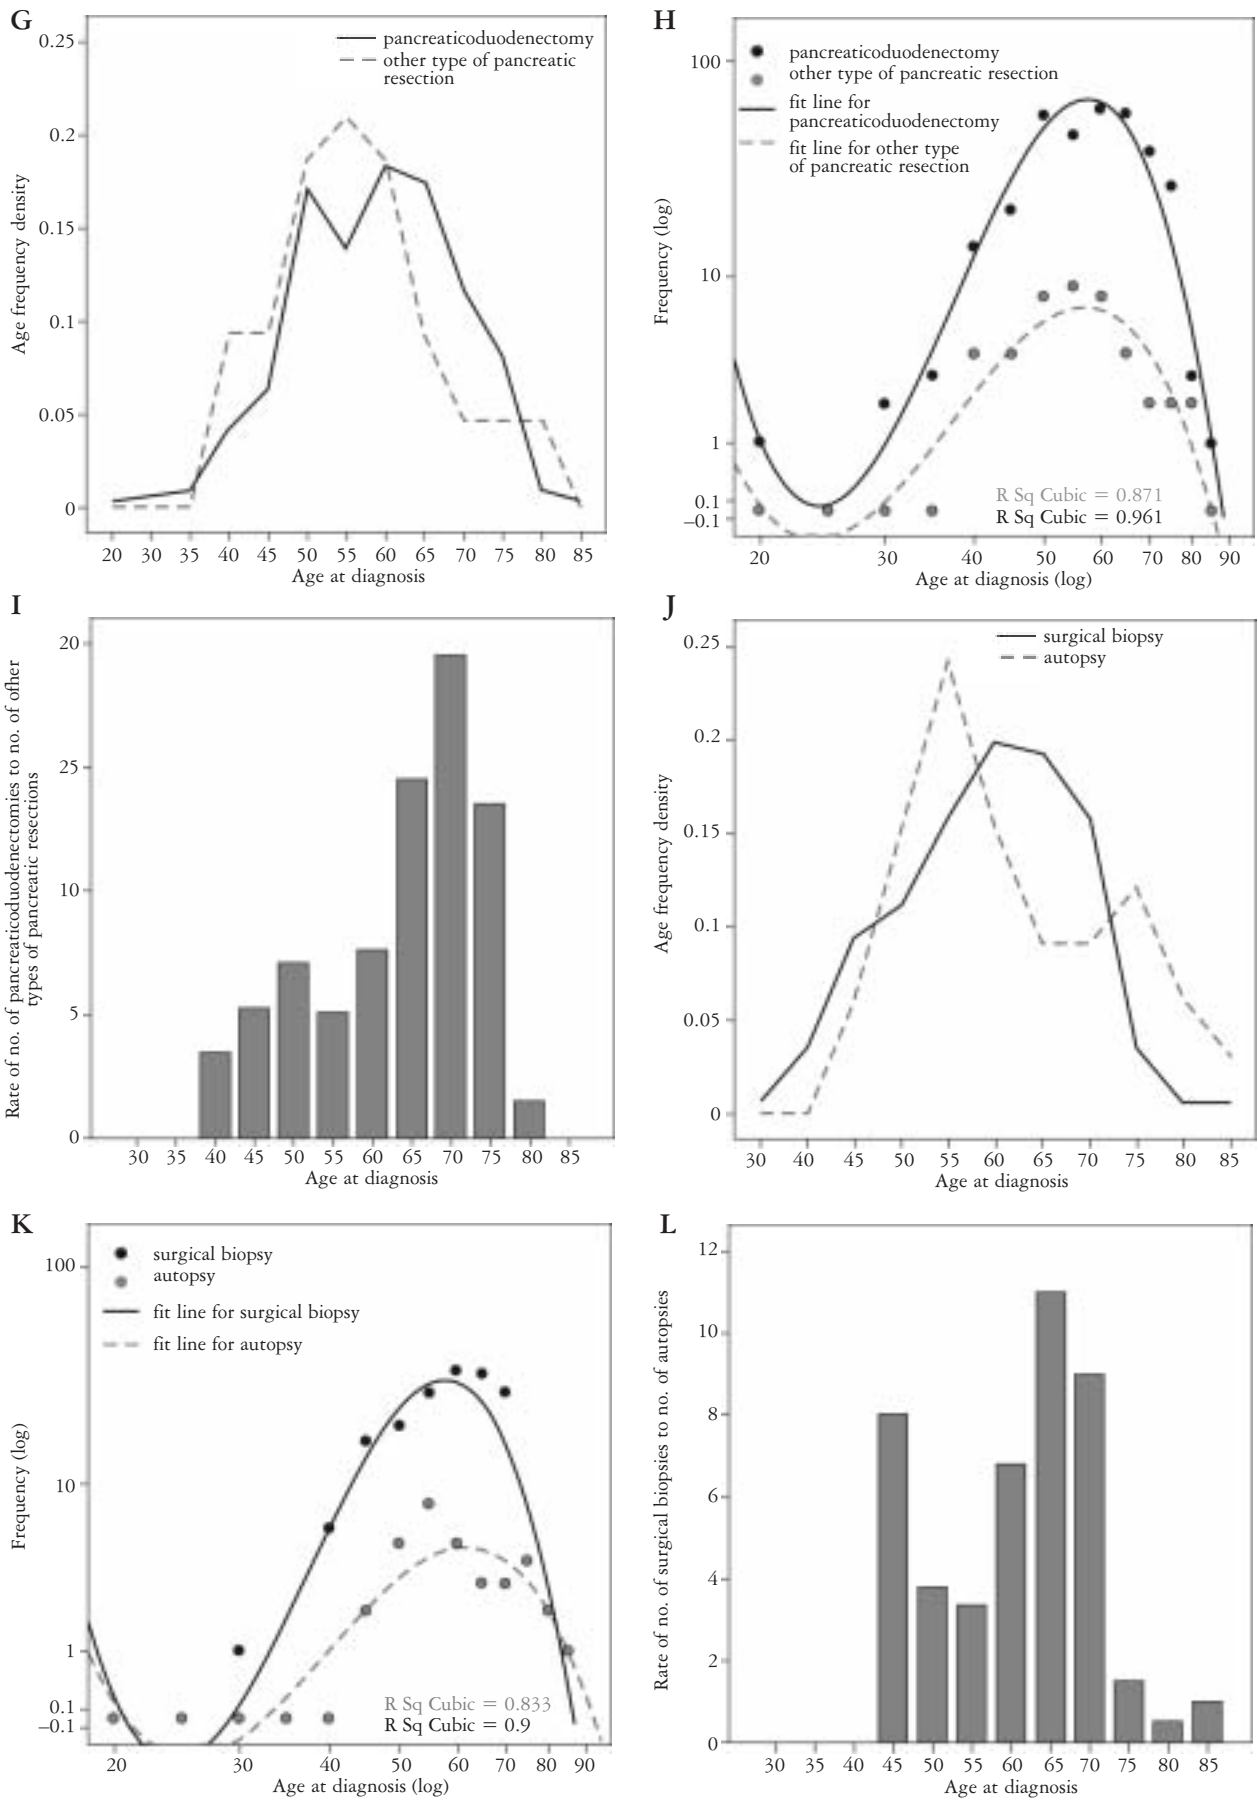 G
0.25
0.2
0.15
0.1
0.05
0
Age frequency density
pancreaticoduodenectomy
other type of pancreatic
resection
20 30 35 40 45 50 55 60 65 70 75 80 85
Age at diagnosis
H
100
10
1
0.1
–0.1
Frequency (log)
pancreaticoduodenectomy
other type of pancreatic resection
fit line for
pancreaticoduodenectomy
fit line for other type
of pancreatic resection
R Sq Cubic = 0.871
R Sq Cubic = 0.961
20 30 40 50 60 70 80 90
Age at diagnosis (log)
I
20
25
10
5
0
Rate of no. of pancreaticoduodenectomies to no. of ofher
types of pancreatic resections
30 35 40 45 50 55 60 65 70 75 80 85
Age at diagnosis
J
0.25
0.2
0.15
0.1
0.05
0
Age frequency density
surgical biopsy
autopsy
30 40 45 50 55 60 65 70 75 80 85
Age at diagnosis
K
100
10
1
0.1
–0.1
Frequency (log)
surgical biopsy
autopsy
fit line for surgical biopsy
fit line for autopsy
R Sq Cubic = 0.833
R Sq Cubic = 0.9
20 30 40 50 60 70 80 90
Age at diagnosis (log)
L
12
10
8
6
4
2
0
Rate of no. of surgical biopsies to no. of autopsies
30 35 40 45 50 55 60 65 70 75 80 85
Age at diagnosis